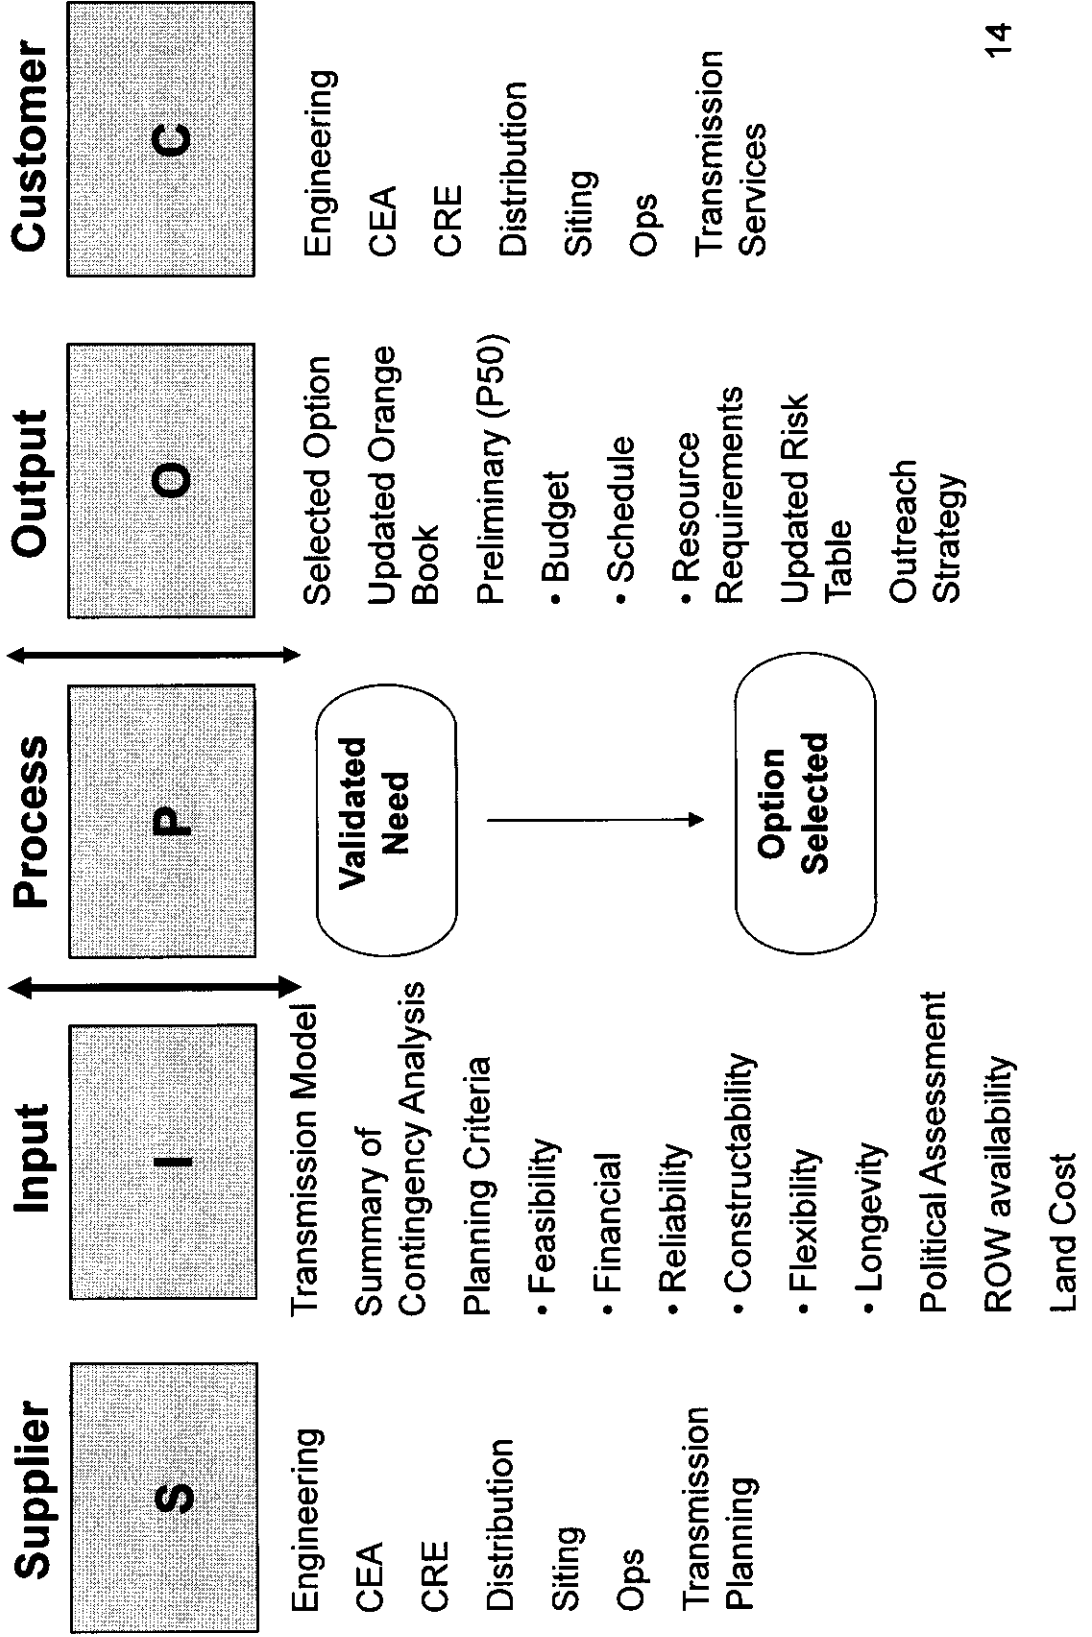 Supplier
S
Engineering
CEA
CRE
Distribution
Siting
Ops
Transmission
Planning
Input
I
Transmission Model
Summary of
Contingency Analysis
Planning Criteria
• Feasibility
• Financial
• Reliability
• Constructability
• Flexibility
• Longevity
Political Assessment
ROW availability
Land Cost
Process
P
Validated
Need
Option
Selected
Output
O
Selected Option
Updated Orange
Book
Preliminary (P50)
• Budget
• Schedule
• Resource
Requirements
Updated Risk
Table
Outreach
Strategy
Customer
C
Engineering
CEA
CRE
Distribution
Siting
Ops
Transmission
Services
14